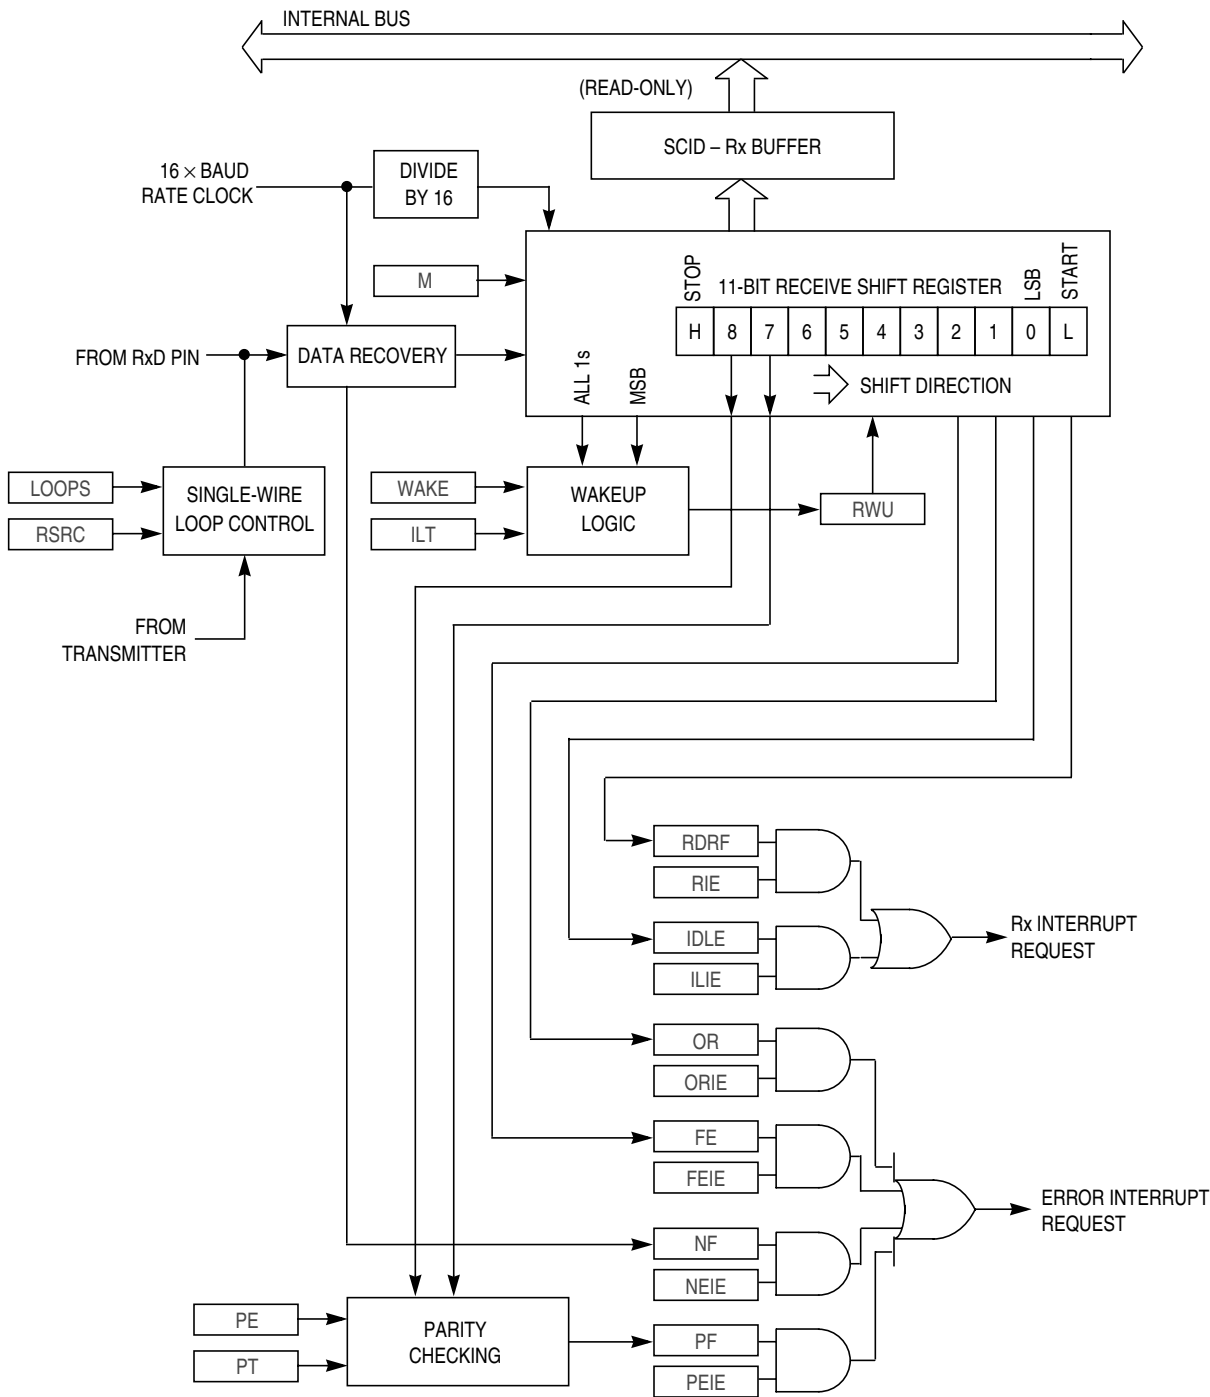 INTERNAL BUS
(READ-ONLY)
SCID – Rx BUFFER
16 × BAUD
RATE CLOCK
DIVIDE
BY 16
M
STOP
11-BIT RECEIVE SHIFT REGISTER
LSB
START
H 8 7 6 5 4 3 2 1 0 L
FROM RxD PIN
DATA RECOVERY
ALL 1s
MSB
SHIFT DIRECTION
LOOPS
RSRC
SINGLE-WIRE
LOOP CONTROL
WAKE
ILT
WAKEUP
LOGIC
RWU
FROM
TRANSMITTER
RDRF
RIE
IDLE
ILIE
Rx INTERRUPT
REQUEST
OR
ORIE
FE
FEIE
ERROR INTERRUPT
REQUEST
NF
NEIE
PE
PT
PARITY
CHECKING
PF
PEIE